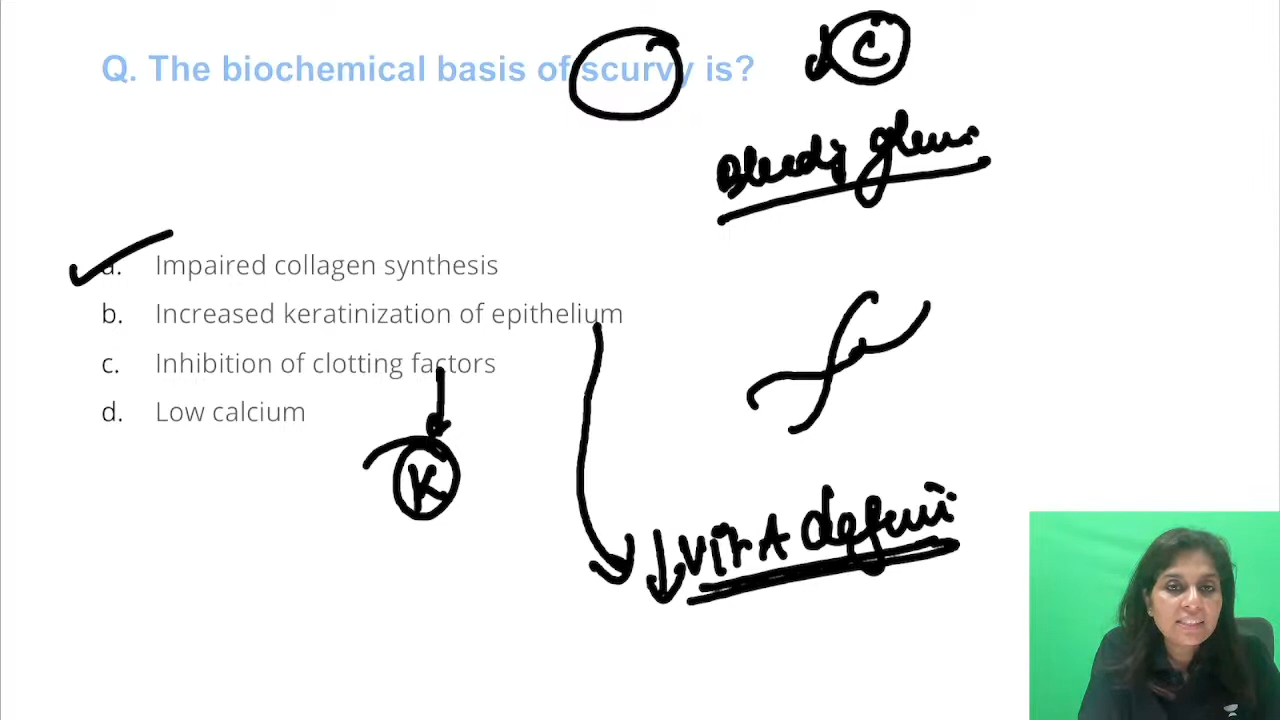 Q. The biochemical basis of scurvy is?
↓ C
Bleedig
a. Impaired collagen synthesis
b. Increased keratinization of epithelium
c. Inhibition of clotting factors
d. Low calcium
K
↓ Vit A